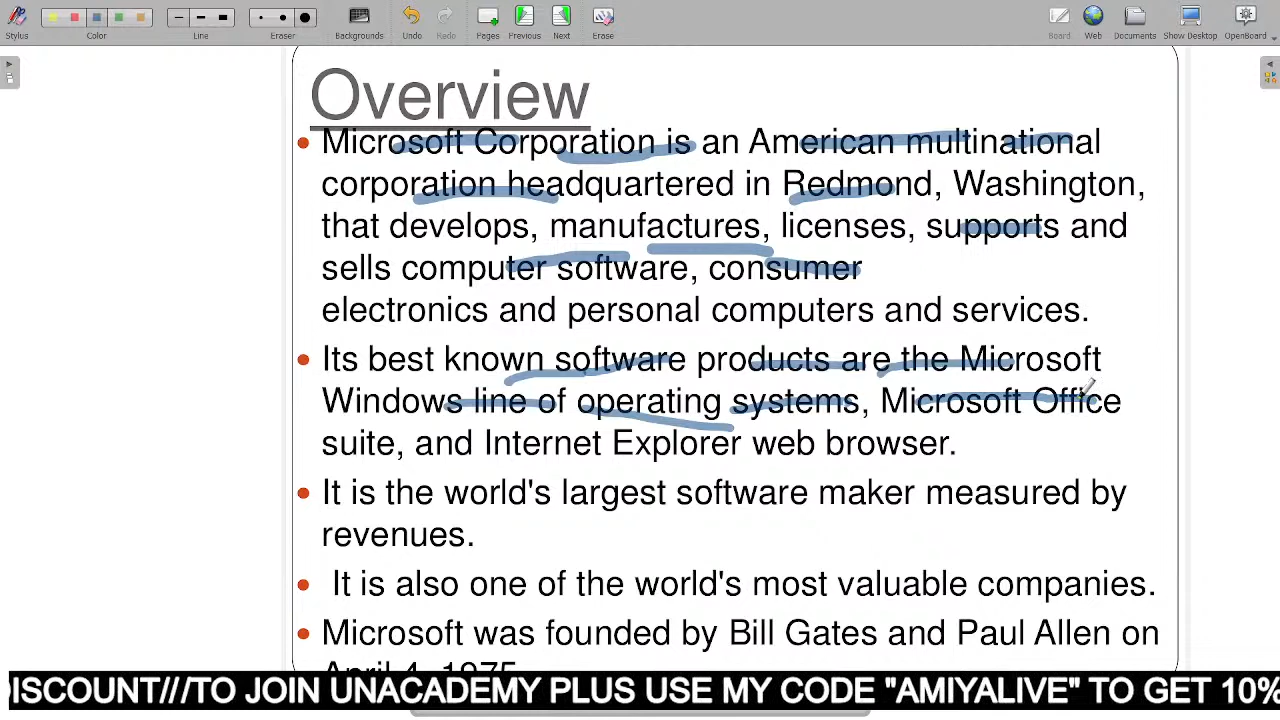 Stylus Color Line Eraser Backgrounds Undo Redo Pages Previous Next Erase Board Web Documents Show Desktop OpenBoard
Overview
• Microsoft Corporation is an American multinational
corporation headquartered in Redmond, Washington,
that develops, manufactures, licenses, supports and
sells computer software, consumer
electronics and personal computers and services.
• Its best known software products are the Microsoft
Windows line of operating systems, Microsoft Office
suite, and Internet Explorer web browser.
• It is the world's largest software maker measured by
revenues.
• It is also one of the world's most valuable companies.
• Microsoft was founded by Bill Gates and Paul Allen on
April 4, 1975
DISCOUNT///TO JOIN UNACADEMY PLUS USE MY CODE "AMIYALIVE" TO GET 10%